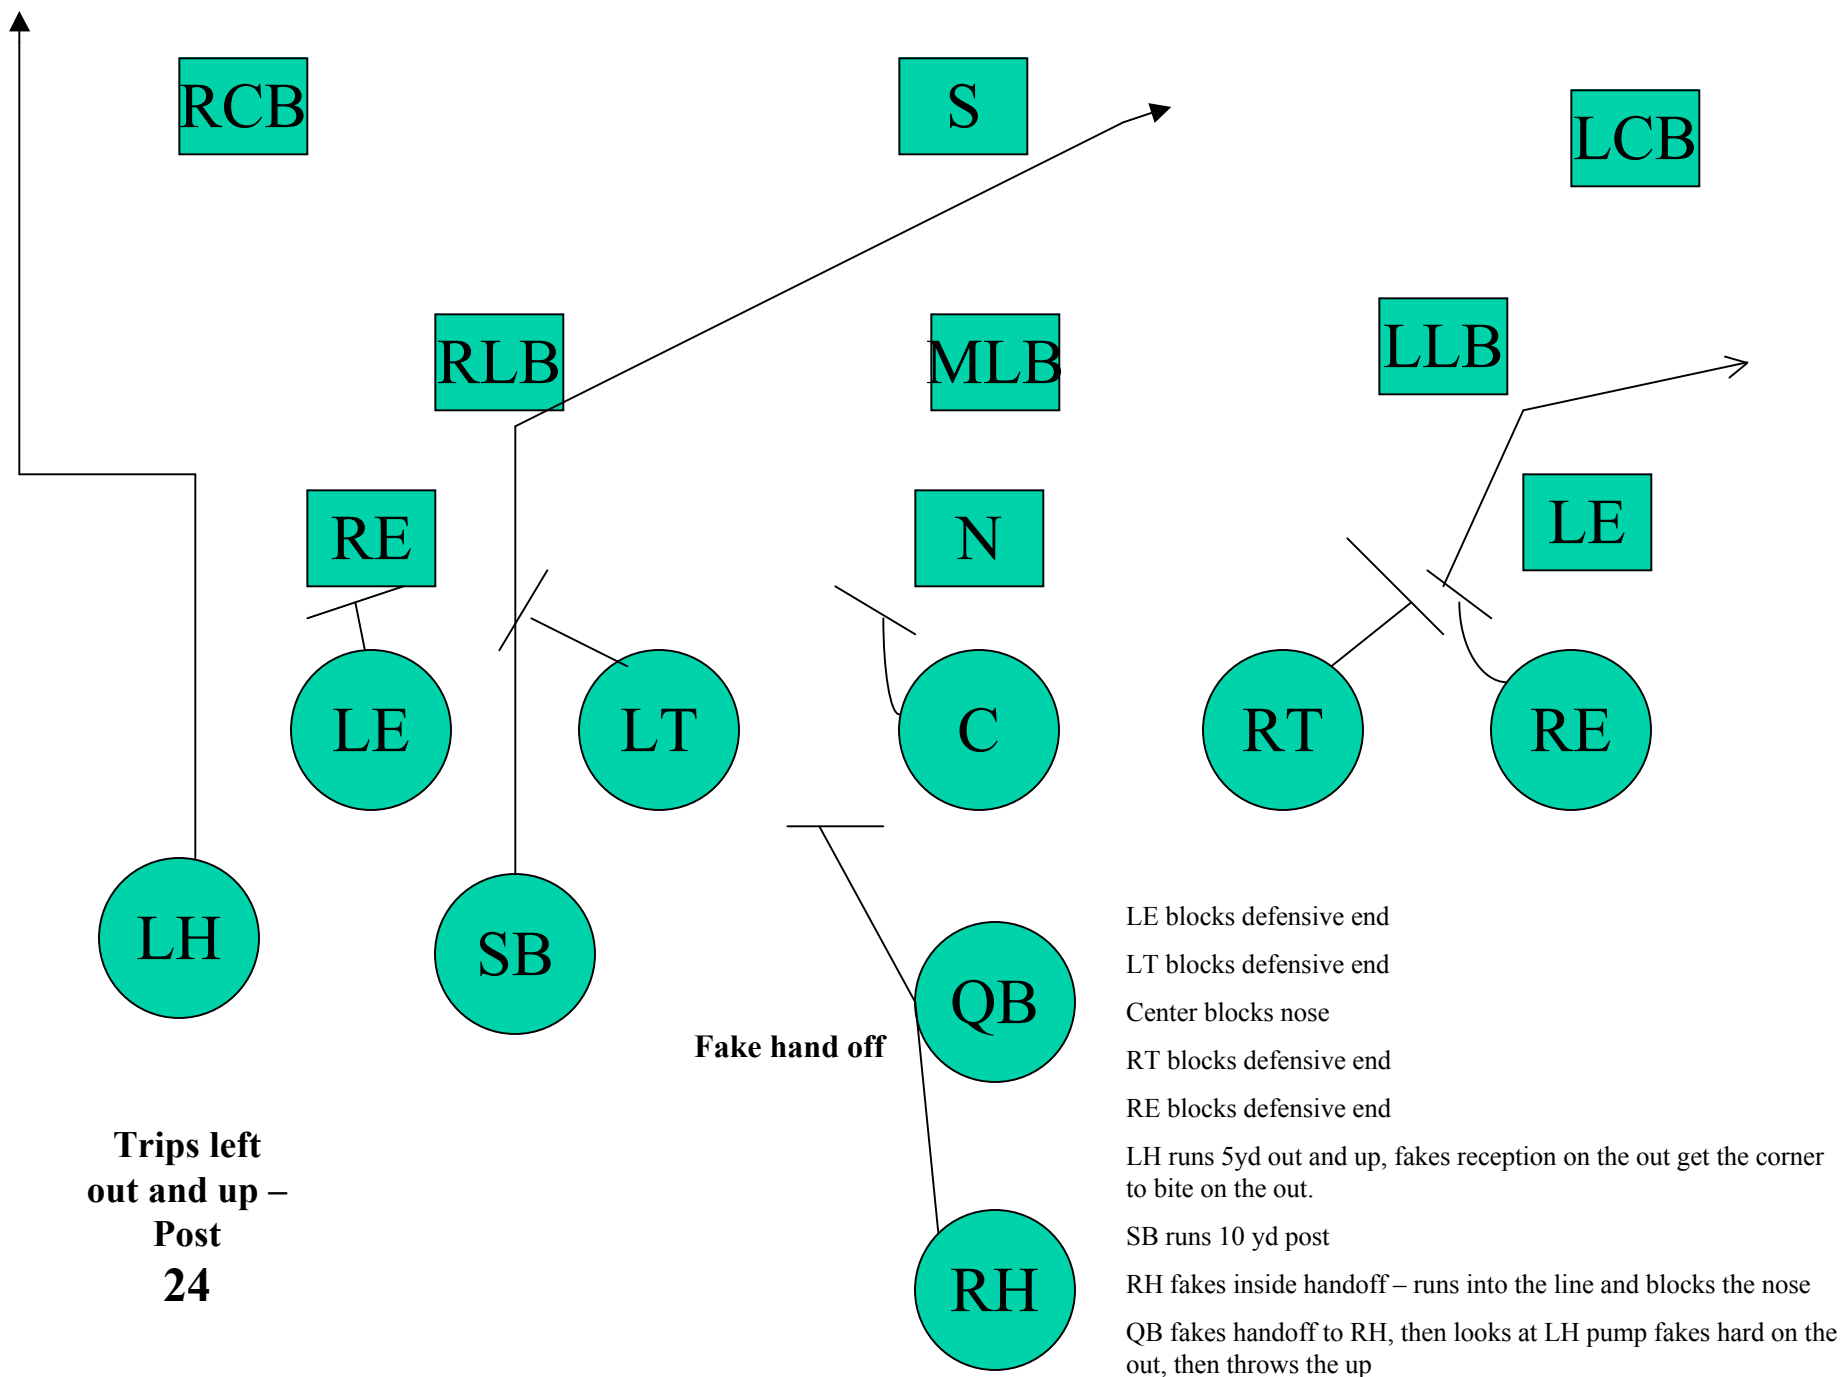 RCB
S
LCB
RLB
MLB
LLB
RE
N
LE
LE
LT
C
RT
RE
LH
SB
QB
RH
Fake hand off
Trips left
out and up –
Post
24
LE blocks defensive end
LT blocks defensive end
Center blocks nose
RT blocks defensive end
RE blocks defensive end
LH runs 5yd out and up, fakes reception on the out get the corner
to bite on the out.
SB runs 10 yd post
RH fakes inside handoff – runs into the line and blocks the nose
QB fakes handoff to RH, then looks at LH pump fakes hard on the
out, then throws the up